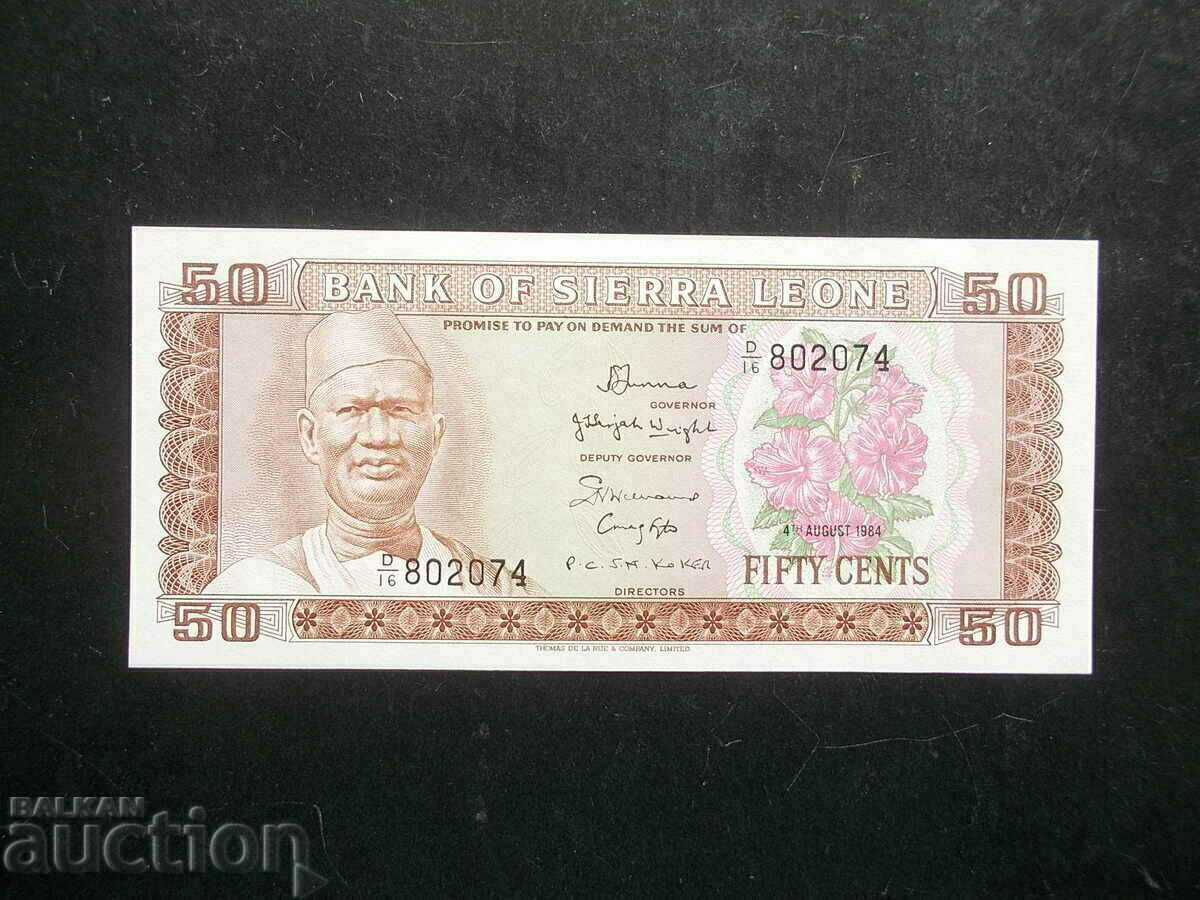 50 BANK OF SIERRA LEONE 50
PROMISE TO PAY ON DEMAND THE SUM OF
D/16 802074
GOVERNOR
J Elijah Wright
DEPUTY GOVERNOR
4TH AUGUST 1984
D/16 802074
P.C. S.M. KOKER
FIFTY CENTS
DIRECTORS
50 50
THOMAS DE LA RUE & COMPANY, LIMITED
BALKAN
auction